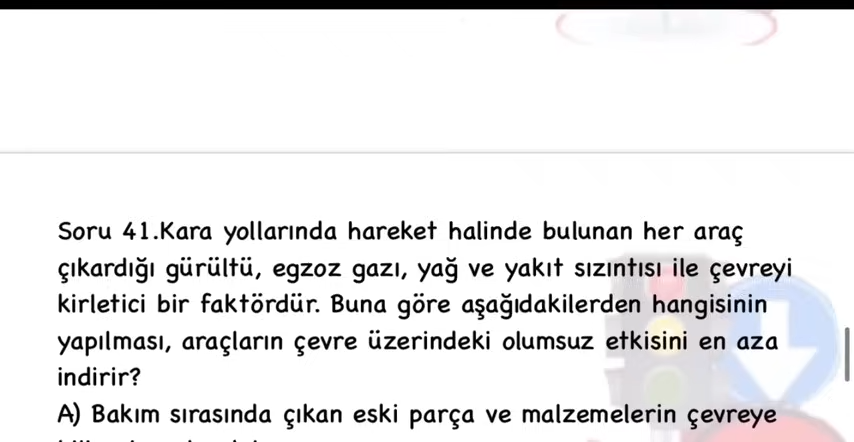 Soru 41.Kara yollarında hareket halinde bulunan her araç
çıkardığı gürültü, egzoz gazı, yağ ve yakıt sızıntısı ile çevreyi
kirletici bir faktördür. Buna göre aşağıdakilerden hangisinin
yapılması, araçların çevre üzerindeki olumsuz etkisini en aza
indirir?
A) Bakım sırasında çıkan eski parça ve malzemelerin çevreye